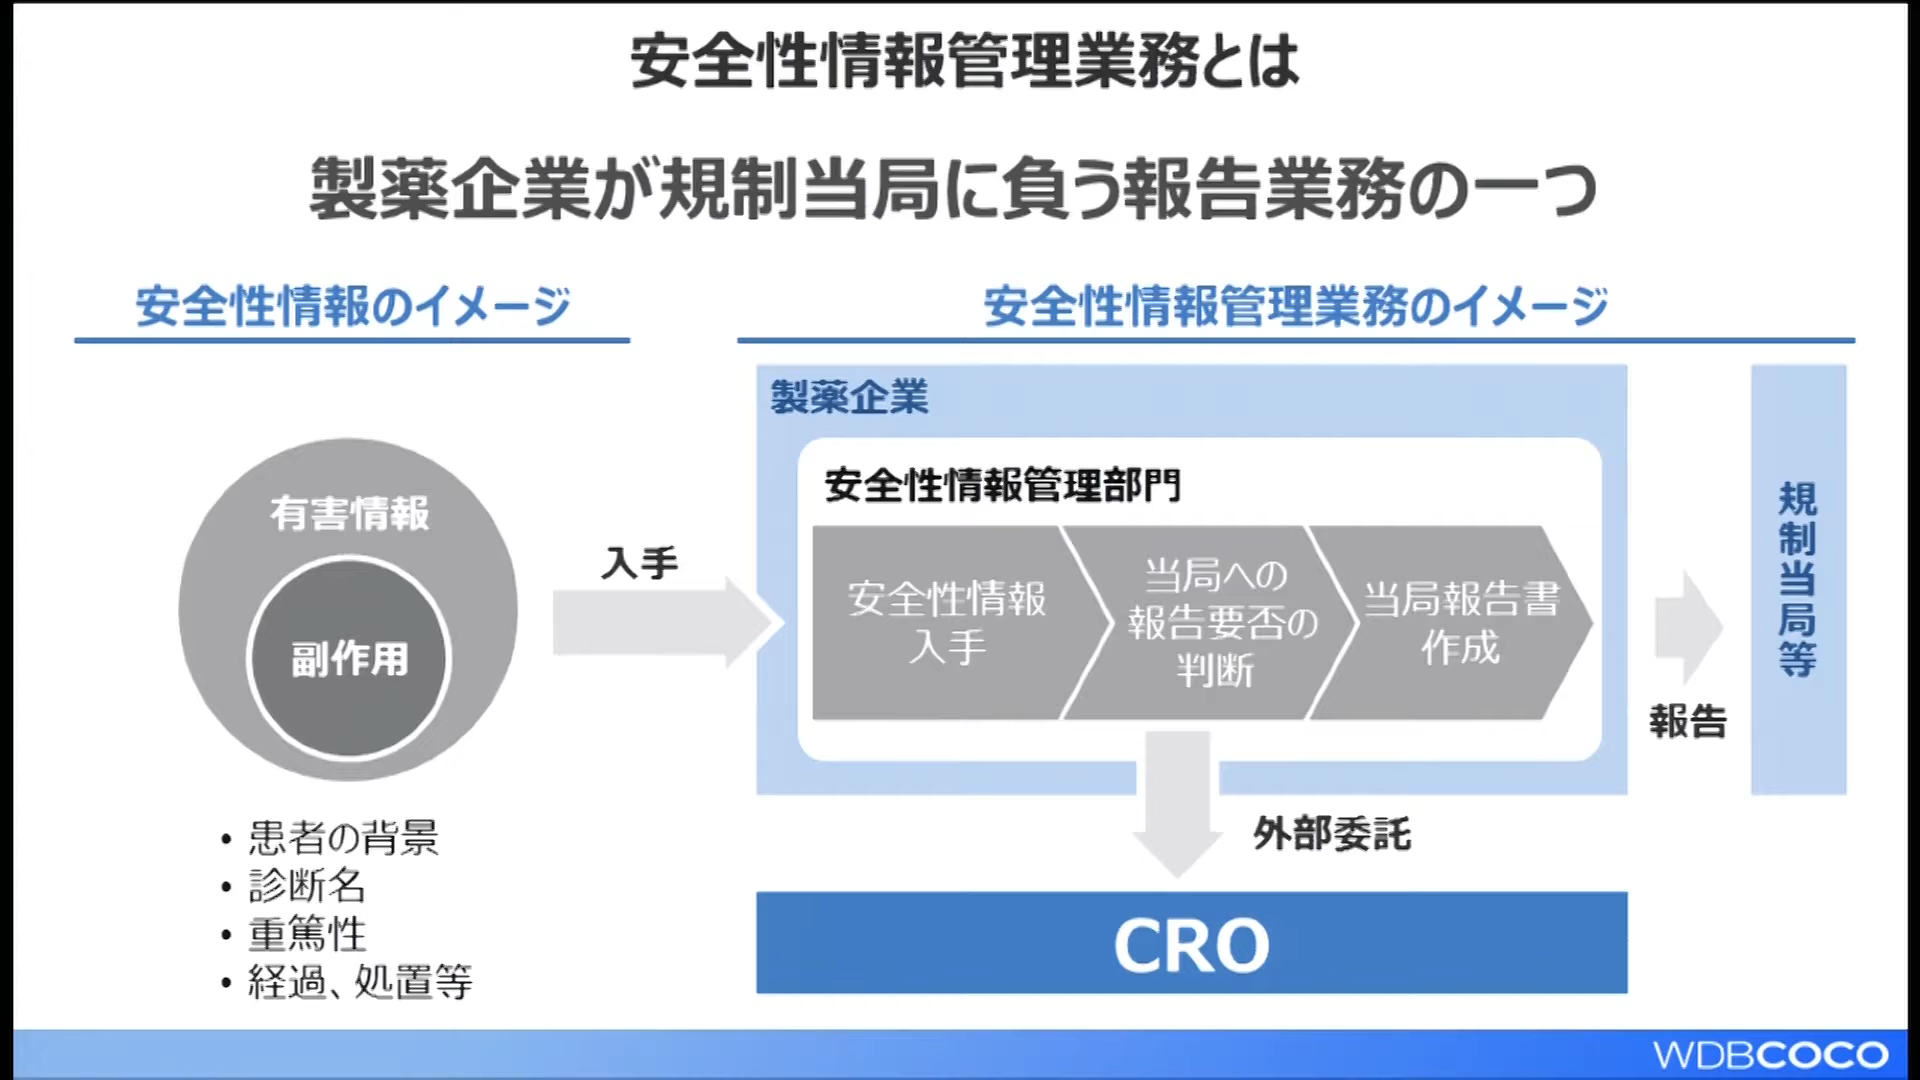 安全性情報管理業務とは
製薬企業が規制当局に負う報告業務の一つ
安全性情報のイメージ
有害情報
副作用
・患者の背景
・診断名
・重篤性
・経過、処置等
入手
安全性情報管理業務のイメージ
製薬企業
安全性情報管理部門
安全性情報
入手
当局への
報告要否の
判断
当局報告書
作成
外部委託
CRO
報告
規制当局等
WDBCOCO